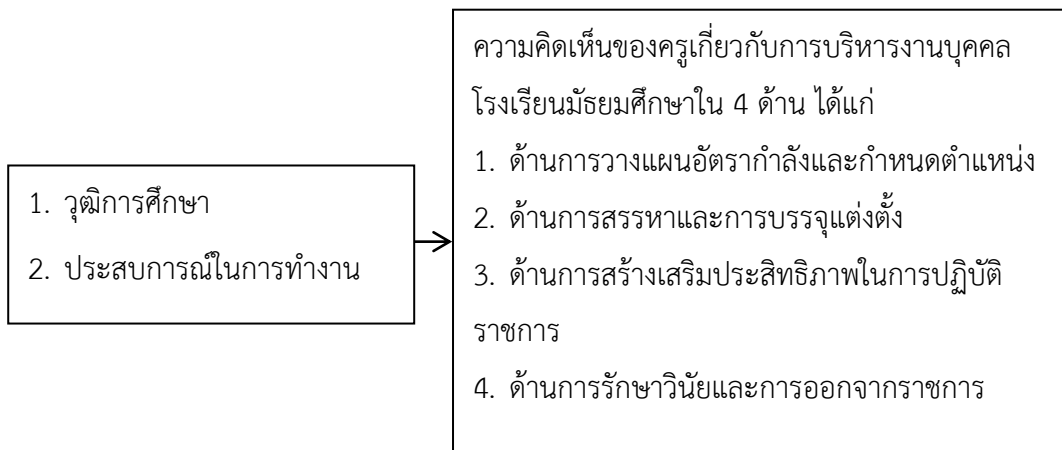 1. วุฒิการศึกษา
2. ประสบการณ์ในการทำงาน
ความคิดเห็นของครูเกี่ยวกับการบริหารงานบุคคล
โรงเรียนมัธยมศึกษาใน 4 ด้าน ได้แก่
1. ด้านการวางแผนอัตรากำลังและกำหนดตำแหน่ง
2. ด้านการสรรหาและการบรรจุแต่งตั้ง
3. ด้านการสร้างเสริมประสิทธิภาพในการปฏิบัติ
ราชการ
4. ด้านการรักษาวินัยและการออกจากราชการ